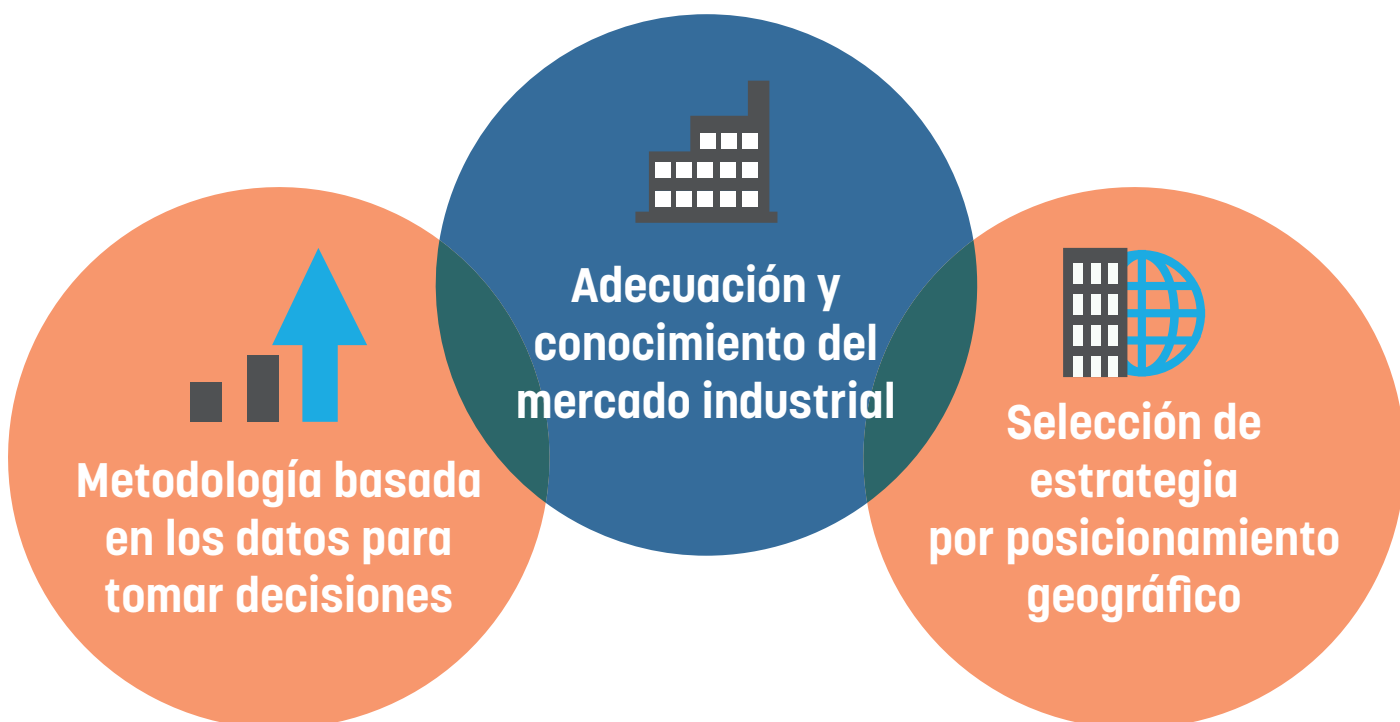 Metodología basada
en los datos para
tomar decisiones
Adecuación y
conocimiento del
mercado industrial
Selección de
estrategia
por posicionamiento
geográfico